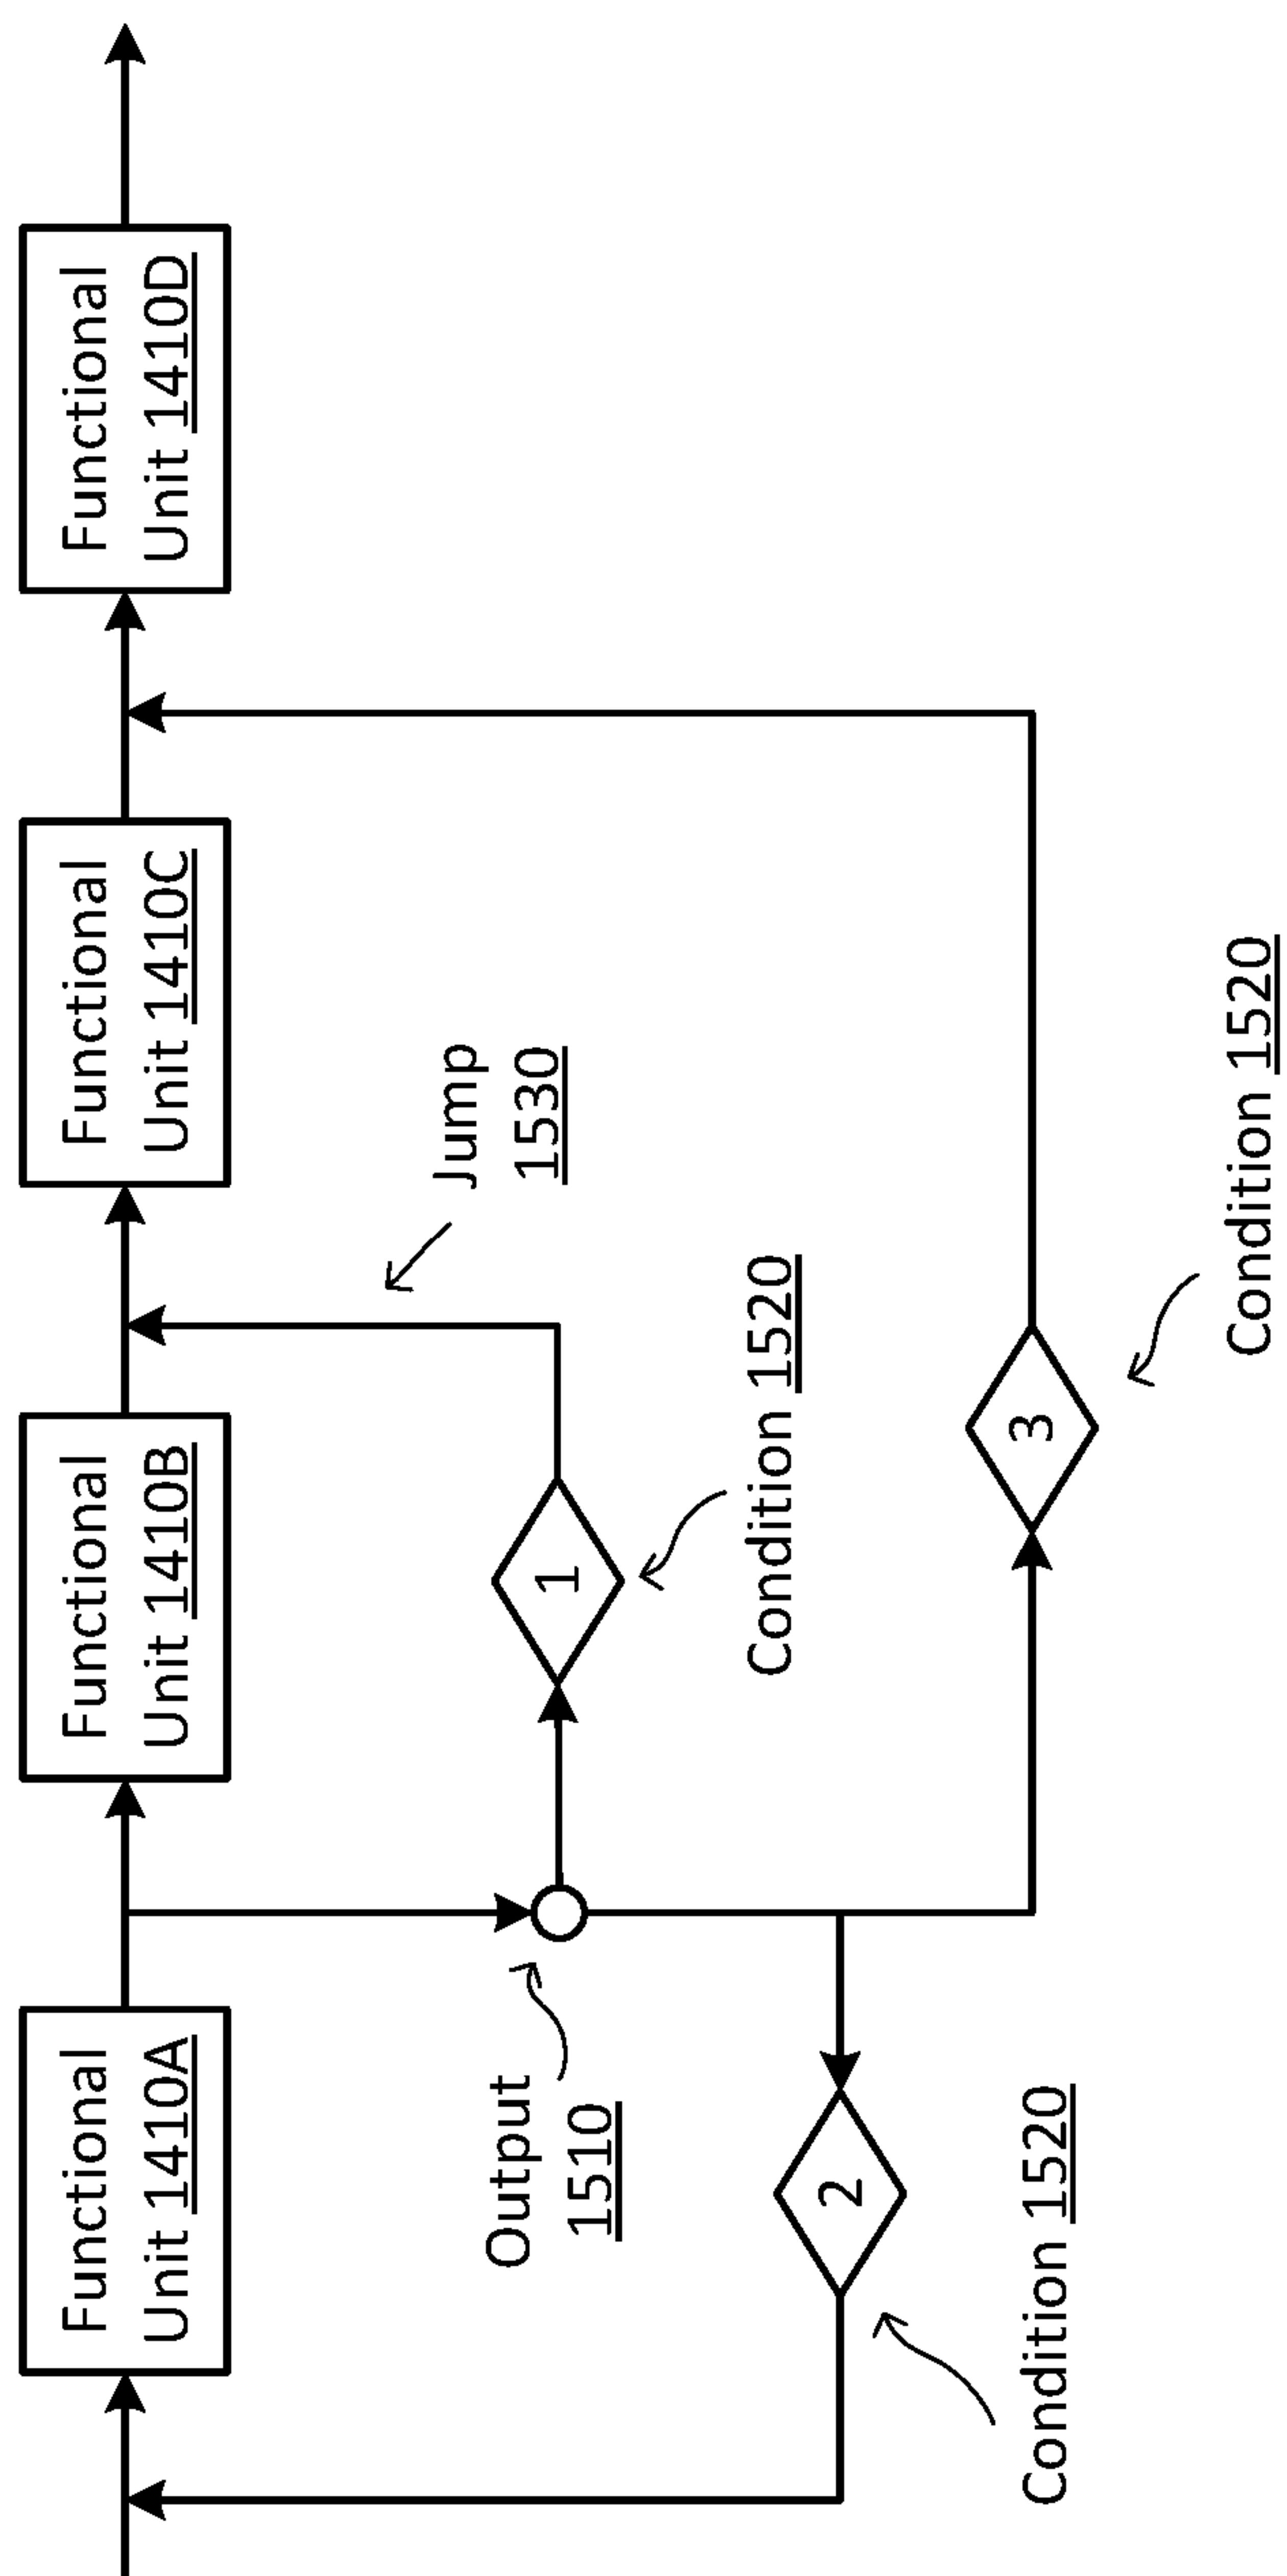 Functional
Unit 1410A
Functional
Unit 1410B
Functional
Unit 1410C
Functional
Unit 1410D
Output
1510
1
Jump
1530
Condition 1520
2
Condition 1520
3
Condition 1520